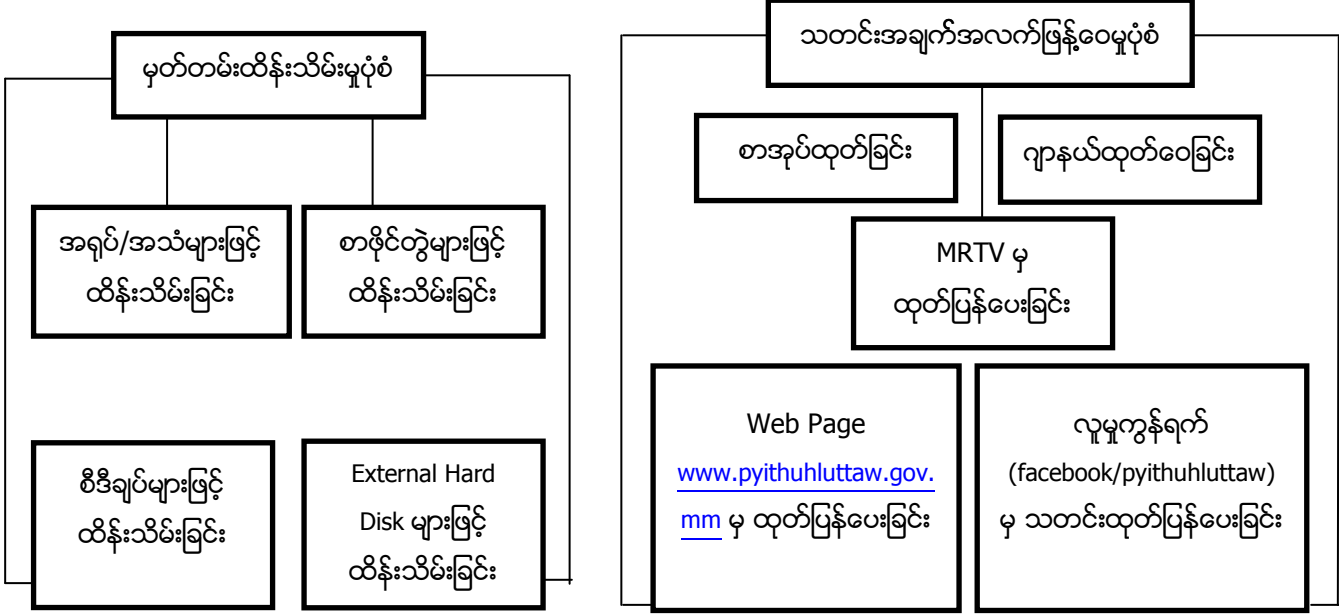 မှတ်တမ်းထိန်းသိမ်းမှုပုံစံ
အရုပ်/အသံများဖြင့်
ထိန်းသိမ်းခြင်း
စာဖိုင်တွဲများဖြင့်
ထိန်းသိမ်းခြင်း
စီဒီချပ်များဖြင့်
ထိန်းသိမ်းခြင်း
External Hard
Disk များဖြင့်
ထိန်းသိမ်းခြင်း
သတင်းအချက်အလက်ဖြန့်ဝေမှုပုံစံ
စာအုပ်ထုတ်ခြင်း
ဂျာနယ်ထုတ်ဝေခြင်း
MRTV မှ
ထုတ်ပြန်ပေးခြင်း
Web Page
www.pyithuhluttaw.gov.
mm မှ ထုတ်ပြန်ပေးခြင်း
လူမှုကွန်ရက်
(facebook/pyithuhluttaw)
မှ သတင်းထုတ်ပြန်ပေးခြင်း